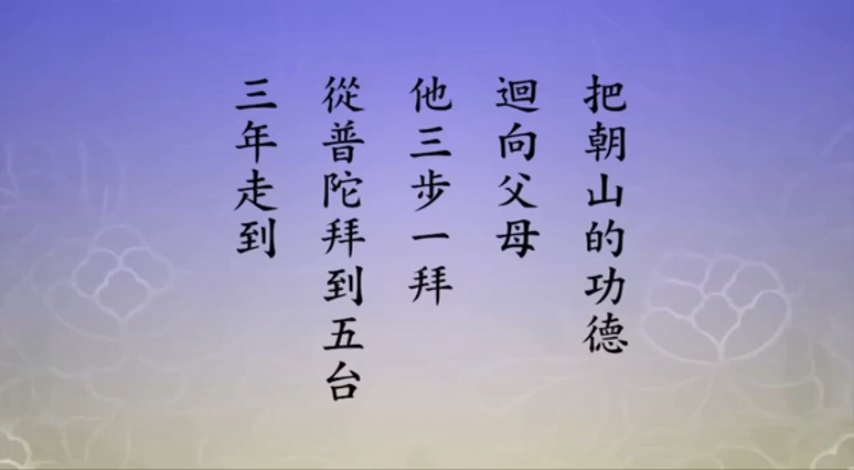 把朝山的功德
迴向父母
他三步一拜
從普陀拜到五台
三年走到